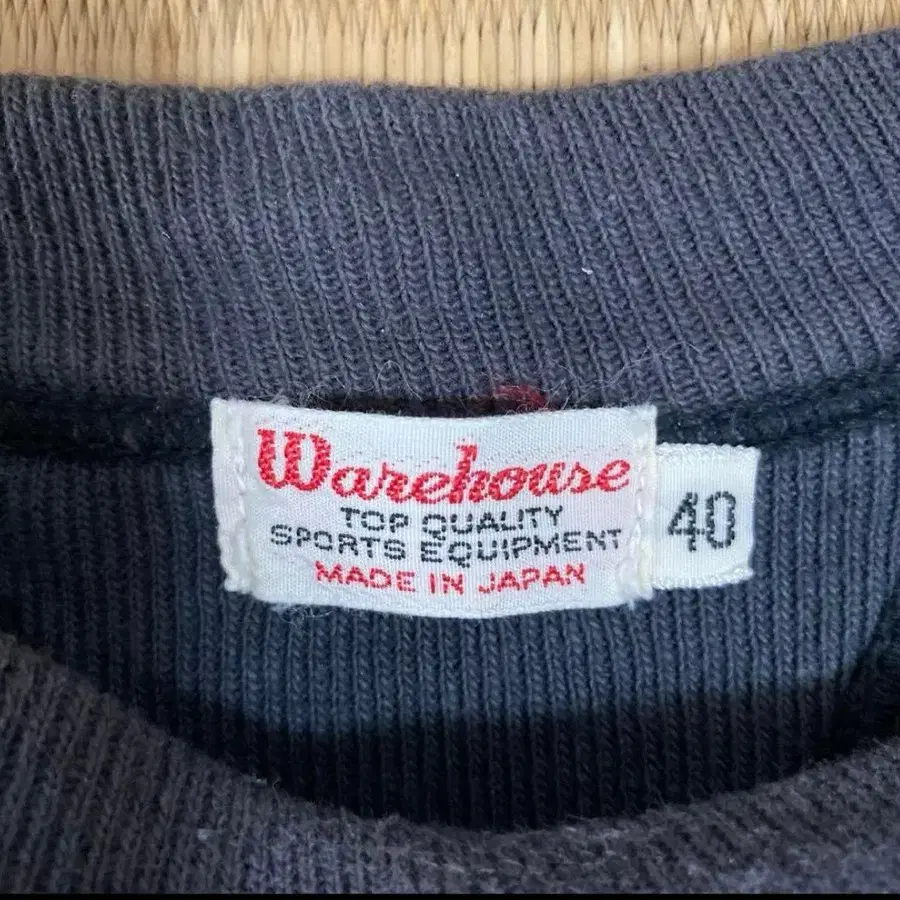 Warehouse
TOP QUALITY
SPORTS EQUIPMENT
MADE IN JAPAN
40